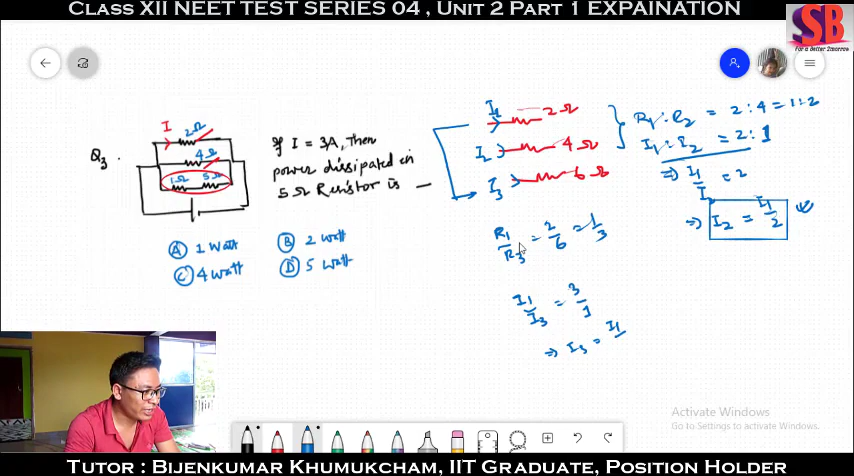 Class XII NEET TEST SERIES 04 , Unit 2 Part 1 EXPAINATION
SB
For a better Tomorrow
Q3.
I
2Ω
4Ω
1Ω 5Ω
If I = 3A, Then
power dissipated in
5Ω Resistor is —
A 1 Watt
B 2 Watt
C 4 Watt
D 5 Watt
I1 2Ω
I2 4Ω
I3 6Ω
R1/R3 = 2/6 = 1/3
I1/I3 = 3/1
⇒ I3 = I1/
R1 : R2 = 2 : 4 = 1 : 2
I1 : I2 = 2 : 1
⇒ I1/I2 = 2
⇒ I2 = I1/2
Activate Windows
Go to Settings to activate Windows.
Tutor : Bijenkumar Khumukcham, IIT Graduate, Position Holder